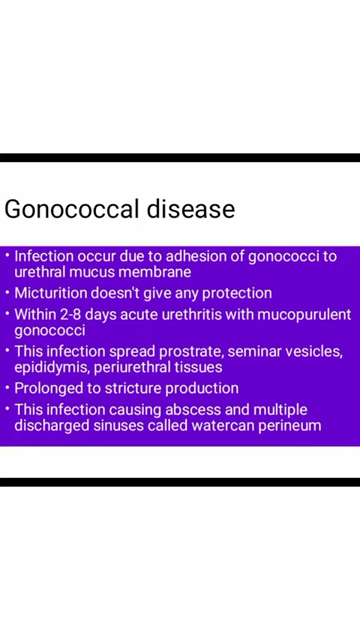 Gonococcal disease
• Infection occur due to adhesion of gonococci to
urethral mucus membrane
• Micturition doesn't give any protection
• Within 2-8 days acute urethritis with mucopurulent
gonococci
• This infection spread prostrate, seminar vesicles,
epididymis, periurethral tissues
• Prolonged to stricture production
• This infection causing abscess and multiple
discharged sinuses called watercan perineum